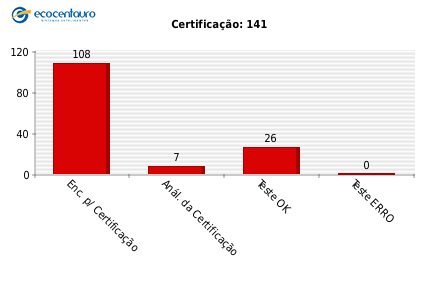 ecocentauro
Certificação: 141
120
80
40
0
108
7
26
0
Enc. p/ Certificação
Anál. da Certificação
Teste OK
Teste ERRO